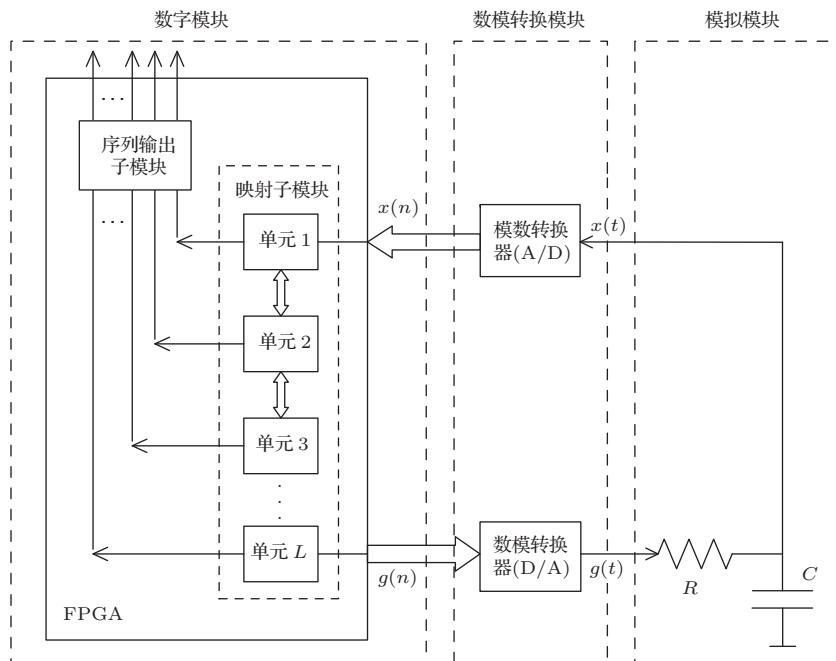 数字模块
数模转换模块
模拟模块
...
序列输出
子模块
...
映射子模块
x(n)
模数转换
器(A/D)
x(t)
单元 1
单元 2
单元 3
...
单元 L
g(n)
数模转换
器(D/A)
g(t)
R
C
FPGA